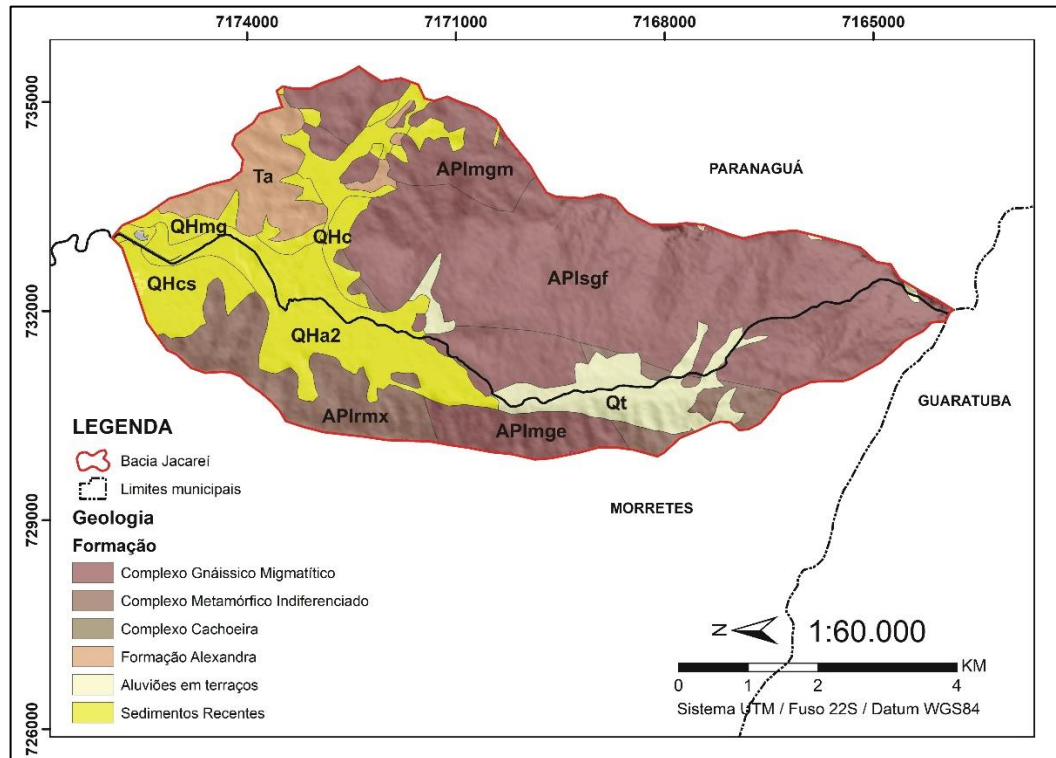 7174000 7171000 7168000 7165000
735000
732000
729000
726000
PARANAGUÁ
APImgm
Ta
QHmg
QHc
QHcs
APIsgf
QHa2
Qt
APIrmx
APImge
GUARATUBA
MORRETES
LEGENDA
Bacia Jacareí
Limites municipais
Geologia
Formação
Complexo Gnáissico Migmatítico
Complexo Metamórfico Indiferenciado
Complexo Cachoeira
Formação Alexandra
Aluviões em terraços
Sedimentos Recentes
N 1:60.000
KM
0 1 2 4
Sistema UTM / Fuso 22S / Datum WGS84